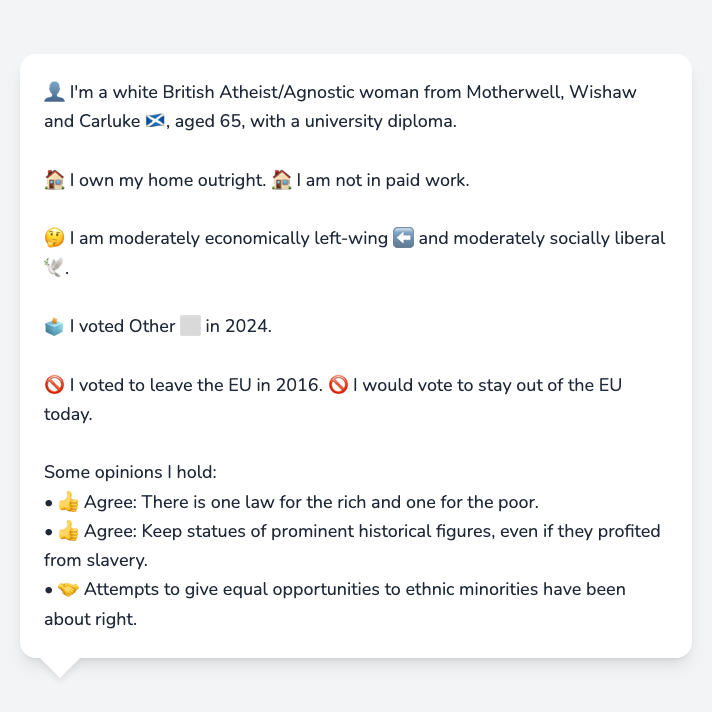 👤 I'm a white British Atheist/Agnostic woman from Motherwell, Wishaw
and Carluke 🏴󠁧󠁢󠁳󠁣󠁴󠁿, aged 65, with a university diploma.
🏠 I own my home outright. 🏠 I am not in paid work.
🤔 I am moderately economically left-wing ⬅️ and moderately socially liberal
🕊️.
🗳️ I voted Other ⬜ in 2024.
🚫 I voted to leave the EU in 2016. 🚫 I would vote to stay out of the EU
today.
Some opinions I hold:
• 👍 Agree: There is one law for the rich and one for the poor.
• 👍 Agree: Keep statues of prominent historical figures, even if they profited
from slavery.
• 🤝 Attempts to give equal opportunities to ethnic minorities have been
about right.